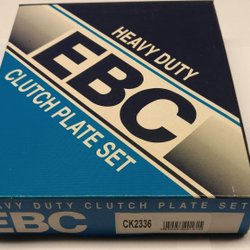 HEAVY DUTY
EBC
CLUTCH PLATE SET
HEAVY DUTY CLUTCH PLATE SET
EBC
CK2336